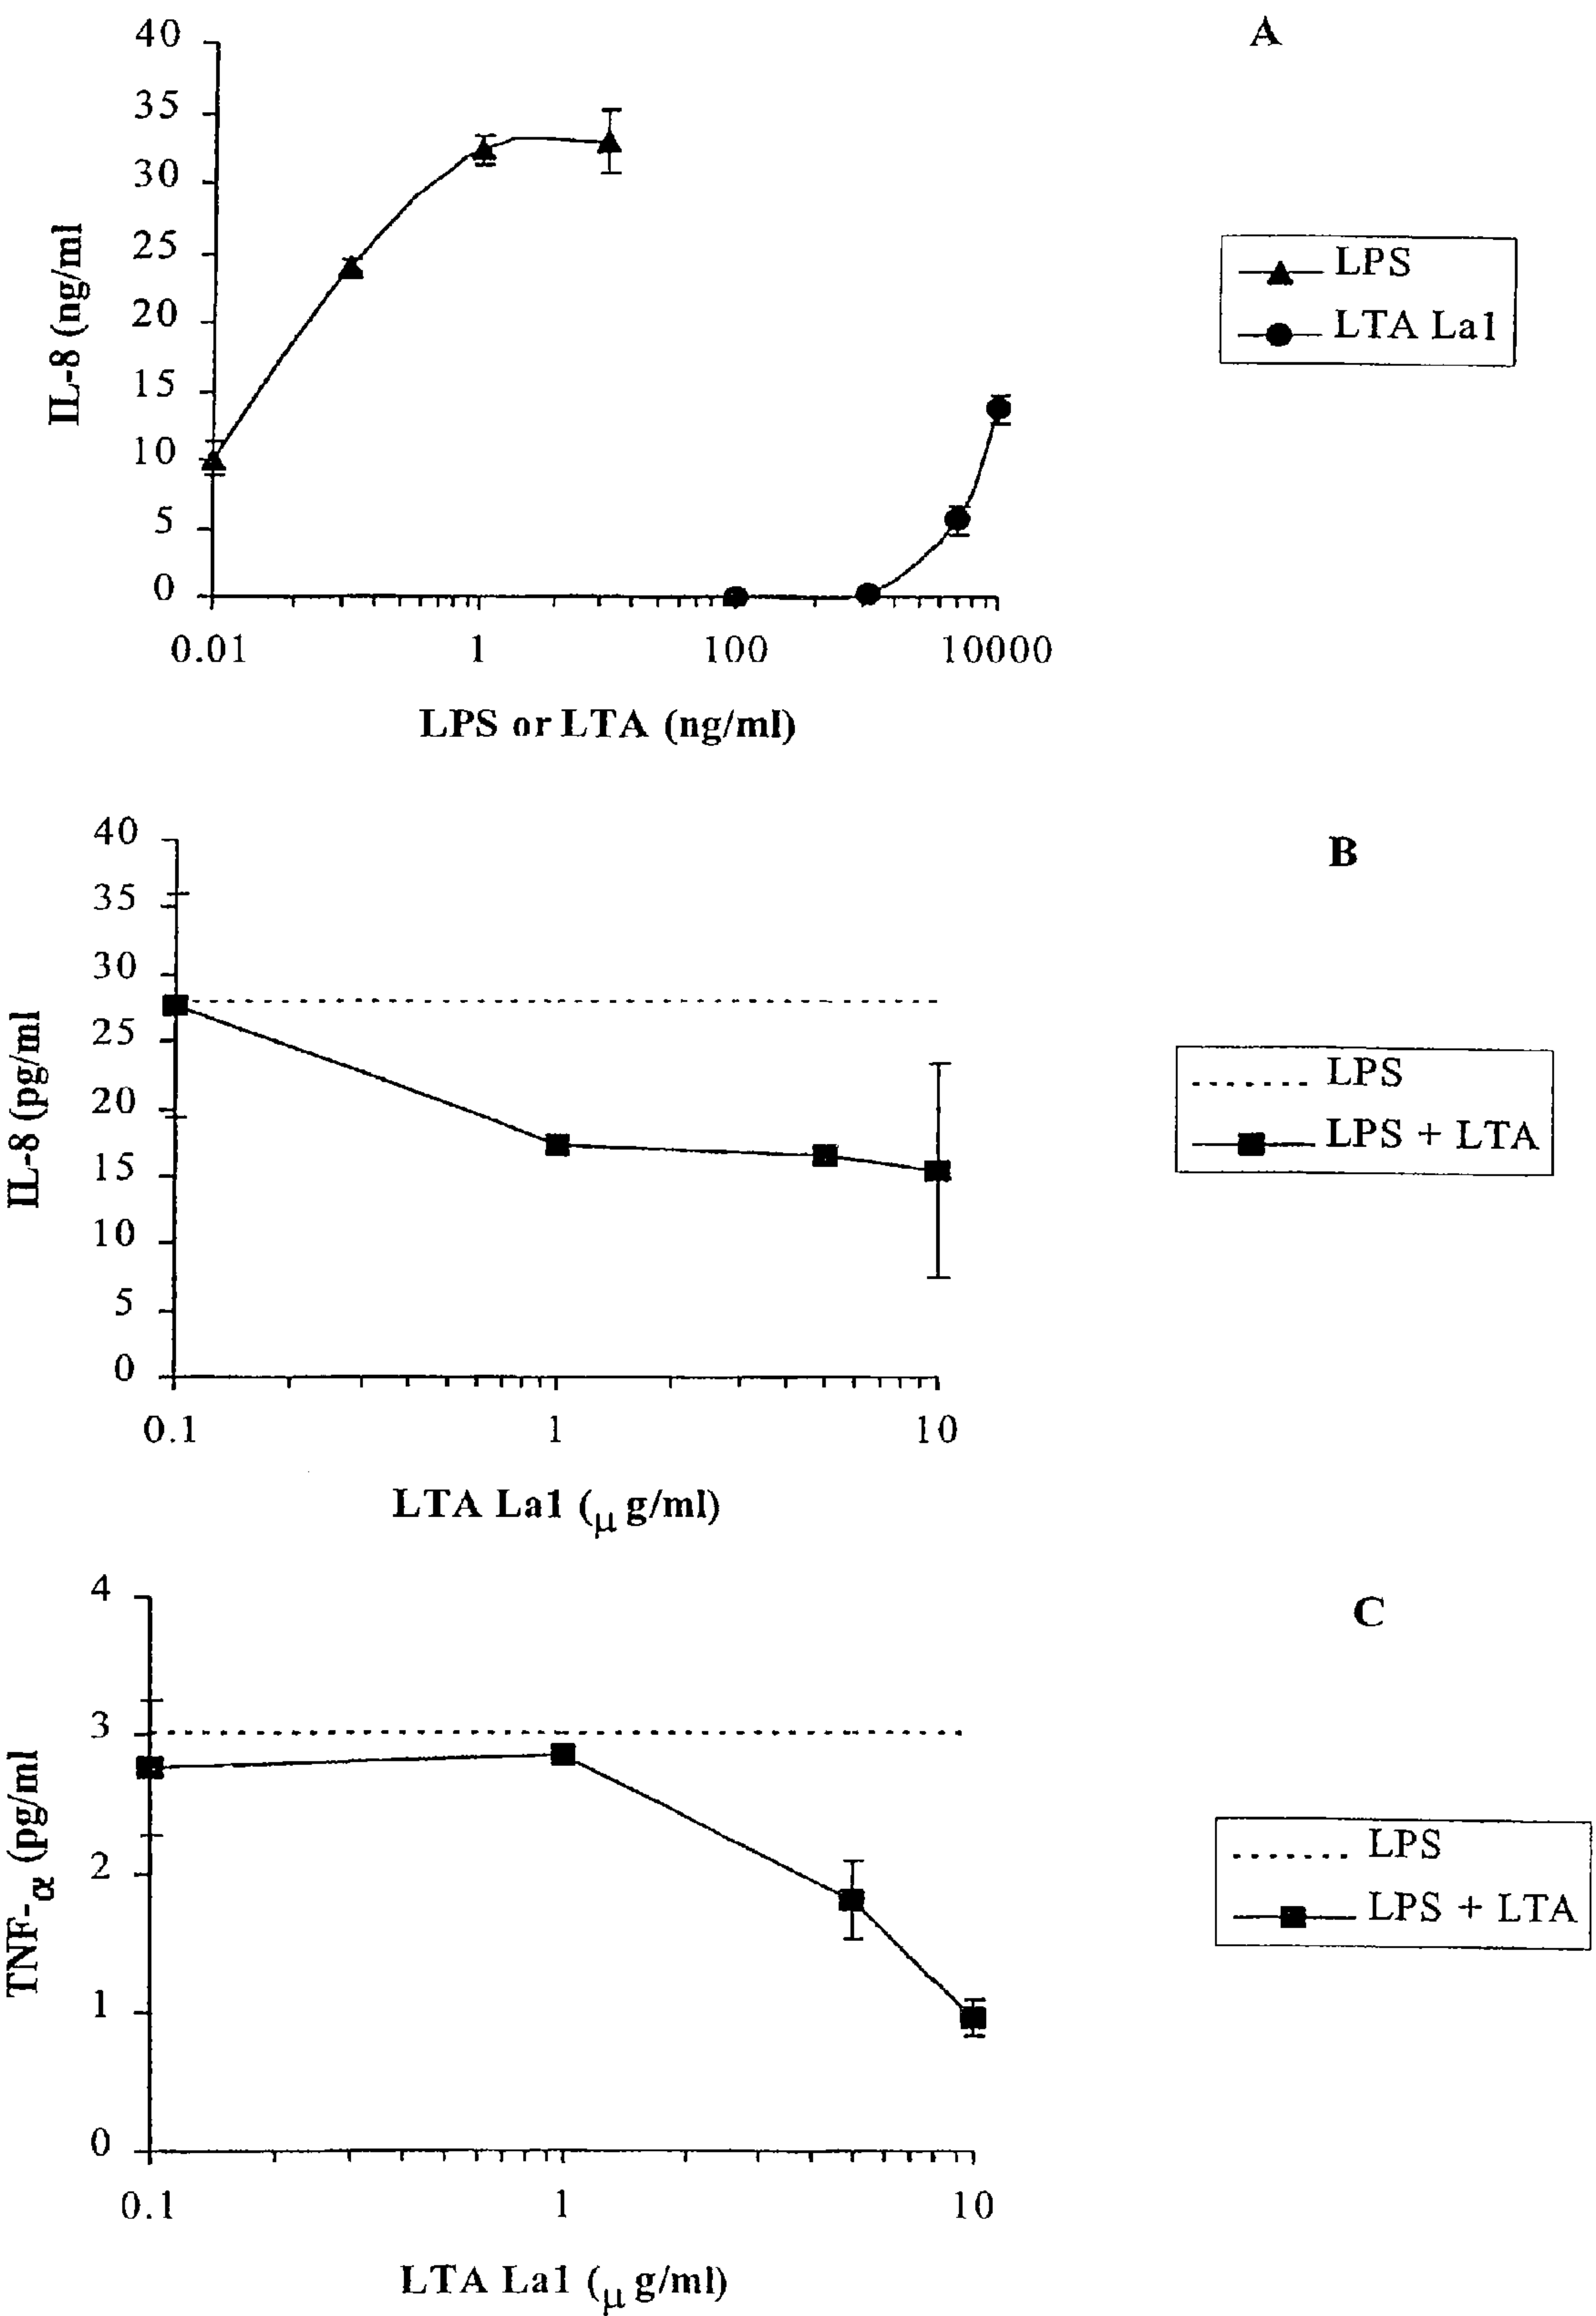 A
40
35
30
25
20
15
10
5
0
IL-8 (ng/ml)
0.01 1 100 10000
LPS or LTA (ng/ml)
LPS
LTA La1
B
40
35
30
25
20
15
10
5
0
IL-8 (pg/ml
0.1 1 10
LTA La1 (μ g/ml)
LPS
LPS + LTA
C
4
3
2
1
0
TNF-α (pg/ml
0.1 1 10
LTA La1 (μ g/ml)
LPS
LPS + LTA